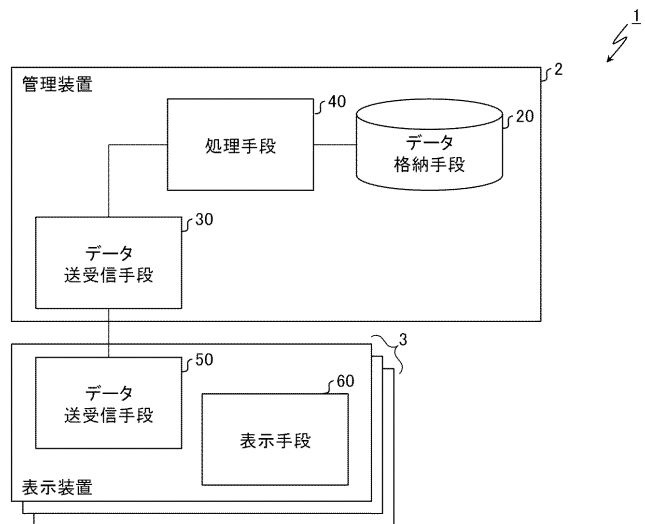 1
2
管理装置
40
処理手段
20
データ
格納手段
30
データ
送受信手段
3
50
データ
送受信手段
60
表示手段
表示装置